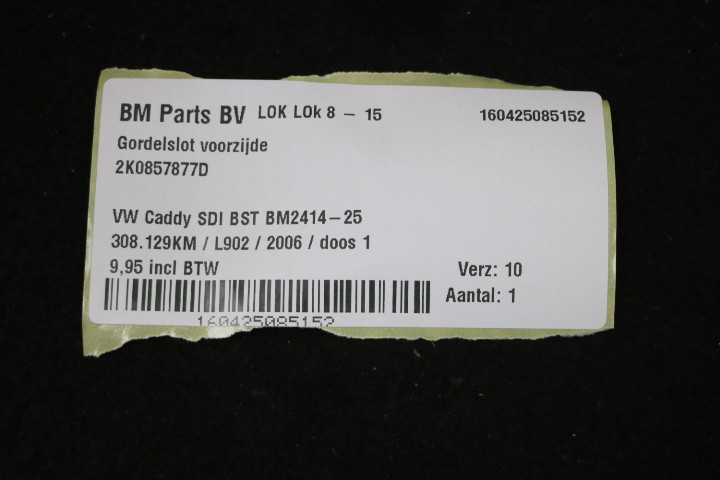 BM Parts BV LOK LOk 8 - 15 160425085152
Gordelslot voorzijde
2K0857877D
VW Caddy SDI BST BM2414-25
308.129KM / L902 / 2006 / doos 1
9,95 incl BTW Verz: 10
Aantal: 1
160425085152